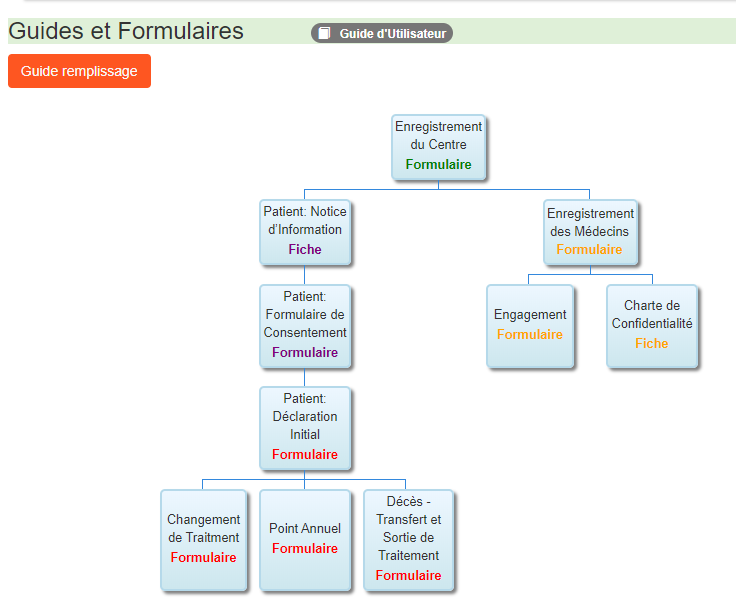 Guides et Formulaires
Guide d'Utilisateur
Guide remplissage
Enregistrement
du Centre
Formulaire
Patient: Notice
d'Information
Fiche
Enregistrement
des Médecins
Formulaire
Patient:
Formulaire de
Consentement
Formulaire
Engagement
Formulaire
Charte de
Confidentialité
Fiche
Patient:
Déclaration
Initial
Formulaire
Changement
de Traitment
Formulaire
Point Annuel
Formulaire
Décès -
Transfert et
Sortie de
Traitement
Formulaire